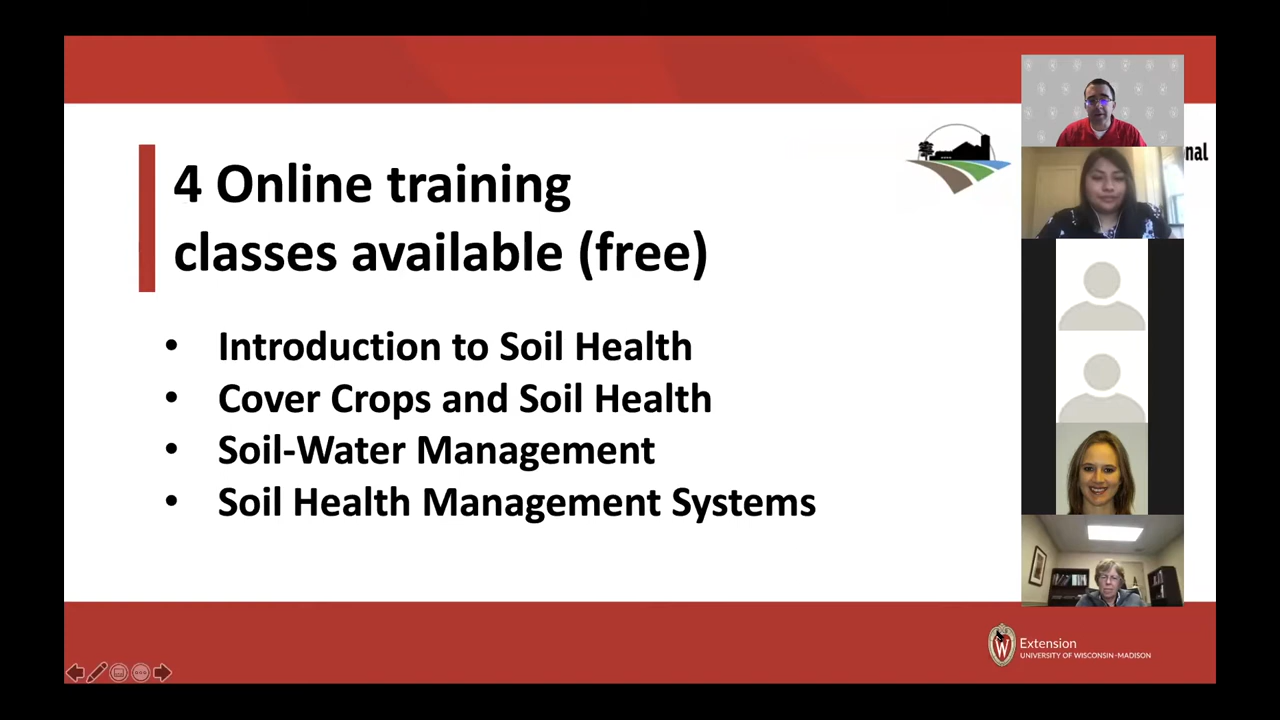 4 Online training
classes available (free)
nal
• Introduction to Soil Health
• Cover Crops and Soil Health
• Soil-Water Management
• Soil Health Management Systems
W
Extension
UNIVERSITY OF WISCONSIN-MADISON